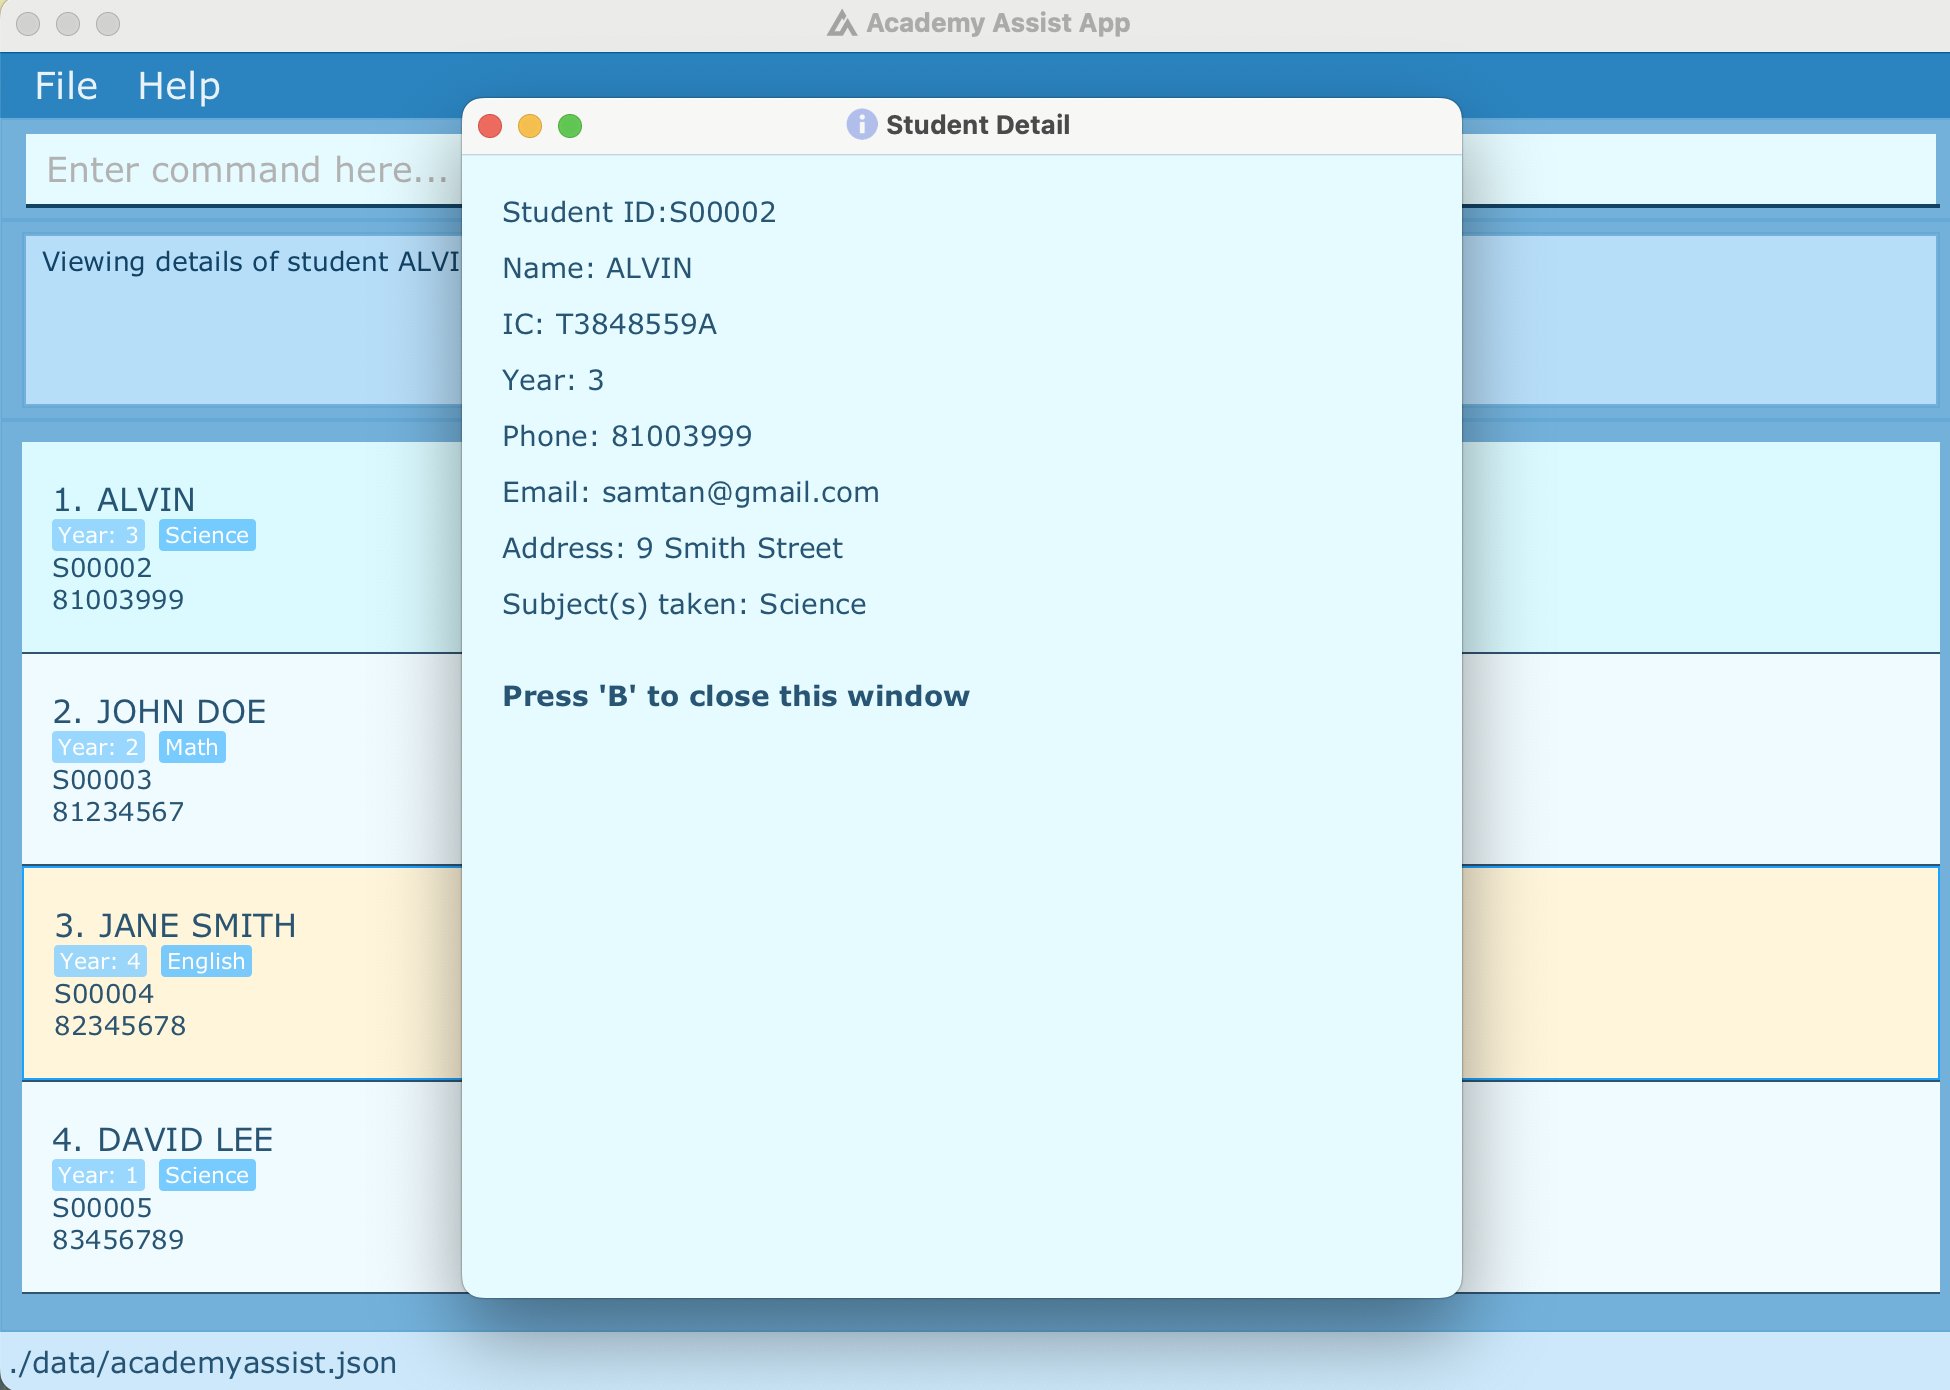 Academy Assist App
File Help
Enter command here...
Viewing details of student ALVI
1. ALVIN
Year: 3 Science
S00002
81003999
2. JOHN DOE
Year: 2 Math
S00003
81234567
3. JANE SMITH
Year: 4 English
S00004
82345678
4. DAVID LEE
Year: 1 Science
S00005
83456789
Student Detail
Student ID:S00002
Name: ALVIN
IC: T3848559A
Year: 3
Phone: 81003999
Email: samtan@gmail.com
Address: 9 Smith Street
Subject(s) taken: Science
Press 'B' to close this window
./data/academyassist.json